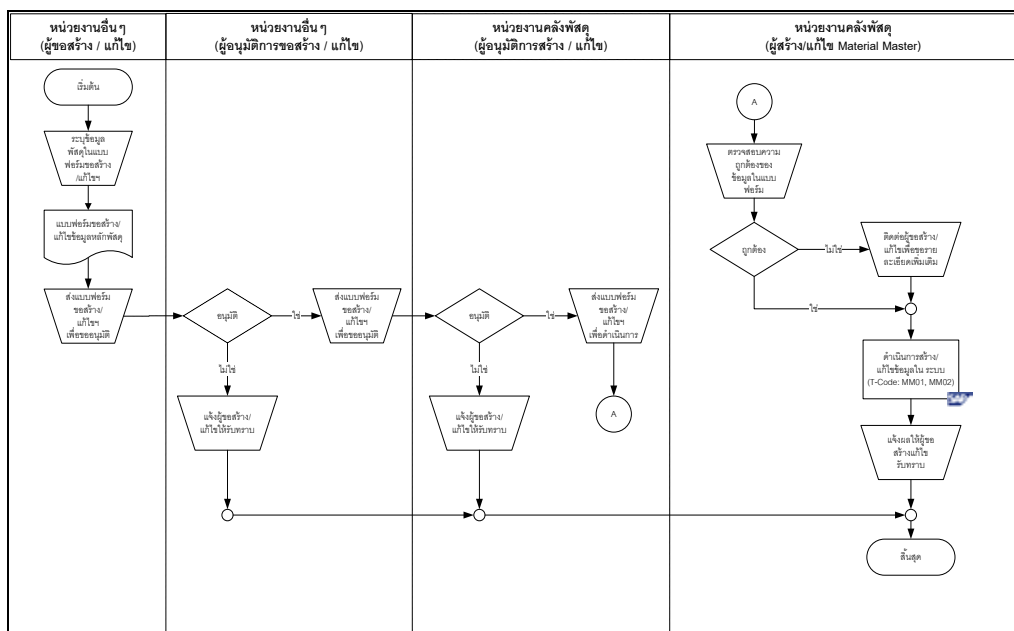 หน่วยงานอื่นๆ
(ผู้ขอสร้าง / แก้ไข)
หน่วยงานอื่นๆ
(ผู้อนุมัติการขอสร้าง / แก้ไข)
หน่วยงานคลังพัสดุ
(ผู้อนุมัติการสร้าง / แก้ไข)
หน่วยงานคลังพัสดุ
(ผู้สร้าง/แก้ไข Material Master)
เริ่มต้น
ระบุข้อมูล
พัสดุในแบบ
ฟอร์มขอสร้าง
/แก้ไขฯ
แบบฟอร์มขอสร้าง/
แก้ไขข้อมูลหลักพัสดุ
ส่งแบบฟอร์ม
ขอสร้าง/
แก้ไขฯ
เพื่อขออนุมัติ
อนุมัติ
ใช่
ไม่ใช่
ส่งแบบฟอร์ม
ขอสร้าง/
แก้ไขฯ
เพื่อขออนุมัติ
แจ้งผู้ขอสร้าง/
แก้ไขให้รับทราบ
อนุมัติ
ใช่
ไม่ใช่
ส่งแบบฟอร์ม
ขอสร้าง/
แก้ไขฯ
เพื่อดำเนินการ
แจ้งผู้ขอสร้าง/
แก้ไขให้รับทราบ
A
A
ตรวจสอบความ
ถูกต้องของ
ข้อมูลในแบบ
ฟอร์ม
ถูกต้อง
ไม่ใช่
ติดต่อผู้ขอสร้าง/
แก้ไขเพื่อขอราย
ละเอียดเพิ่มเติม
ใช่
ดำเนินการสร้าง/
แก้ไขข้อมูลใน ระบบ
(T-Code: MM01, MM02)
SAP
แจ้งผลให้ผู้ขอ
สร้างแก้ไข
รับทราบ
สิ้นสุด